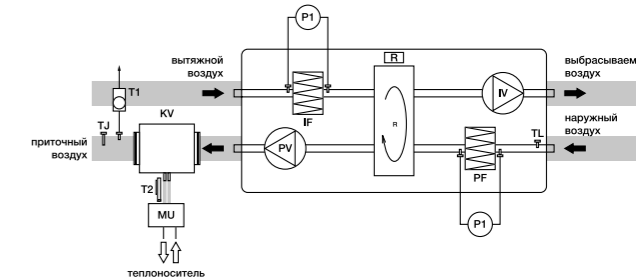 P1
R
вытяжной
воздух
выбрасываем
воздух
T1
IV
KV
IF
TJ
R
наружный
воздух
TL
приточный
воздух
PV
PF
T2
MU
P1
теплоноситель